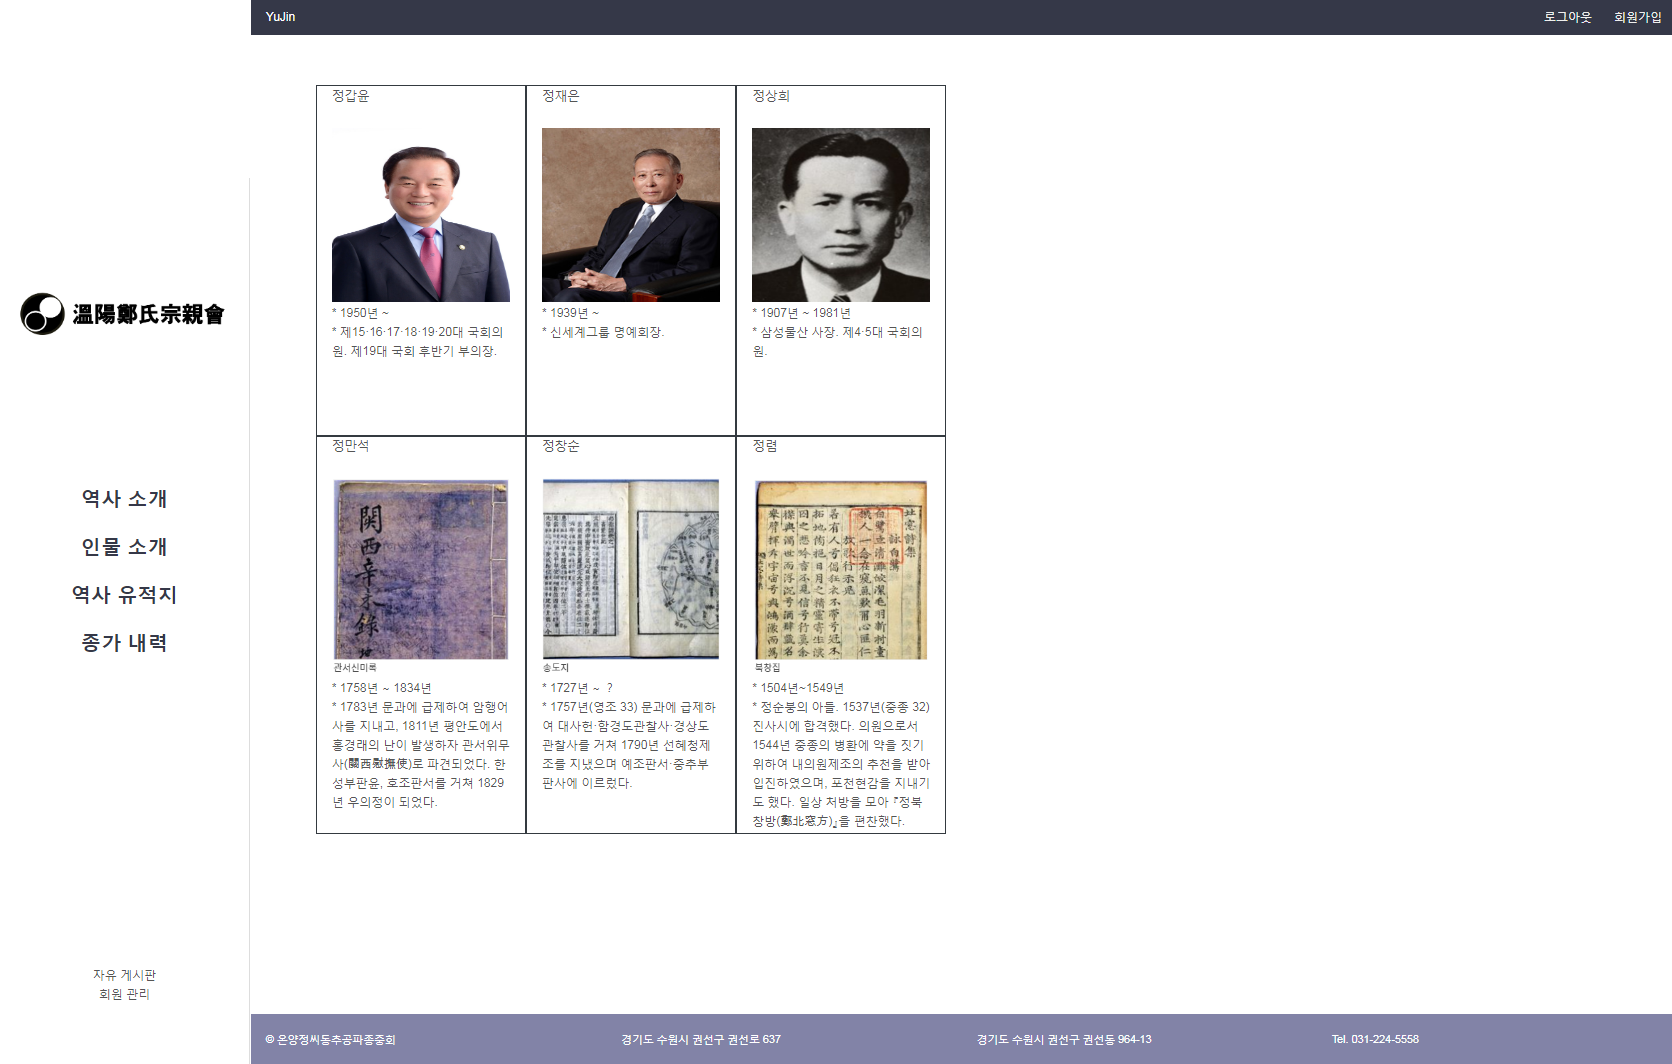 YuJin
로그아웃
회원가입
溫陽鄭氏宗親會
역사 소개
인물 소개
역사 유적지
종가 내력
자유 게시판
회원 관리
정갑윤
* 1950년 ~
* 제15·16·17·18·19·20대 국회의
원. 제19대 국회 후반기 부의장.
정재은
* 1939년 ~
* 신세계그룹 명예회장.
정상희
* 1907년 ~ 1981년
* 삼성물산 사장. 제4·5대 국회의
원.
정만석
關西辛未錄
관서신미록
* 1758년 ~ 1834년
* 1783년 문과에 급제하여 암행어
사를 지내고, 1811년 평안도에서
홍경래의 난이 발생하자 관서위무
사(關西慰撫使)로 파견되었다. 한
성부판윤, 호조판서를 거쳐 1829
년 우의정이 되었다.
정창순
송도지
* 1727년 ~ ?
* 1757년(영조 33) 문과에 급제하
여 대사헌·함경도관찰사·경상도
관찰사를 거쳐 1790년 선혜청제
조를 지냈으며 예조판서·중추부
판사에 이르렀다.
정렴
북창집
* 1504년~1549년
* 정순붕의 아들. 1537년(중종 32)
진사시에 합격했다. 의원으로서
1544년 중종의 병환에 약을 짓기
위하여 내의원제조의 추천을 받아
입진하였으며, 포천현감을 지내기
도 했다. 일상 처방을 모아 『정북
창방(鄭北窓方)』을 편찬했다.
© 온양정씨동추공파종중회
경기도 수원시 권선구 권선로 637
경기도 수원시 권선구 권선동 964-13
Tel. 031-224-5558